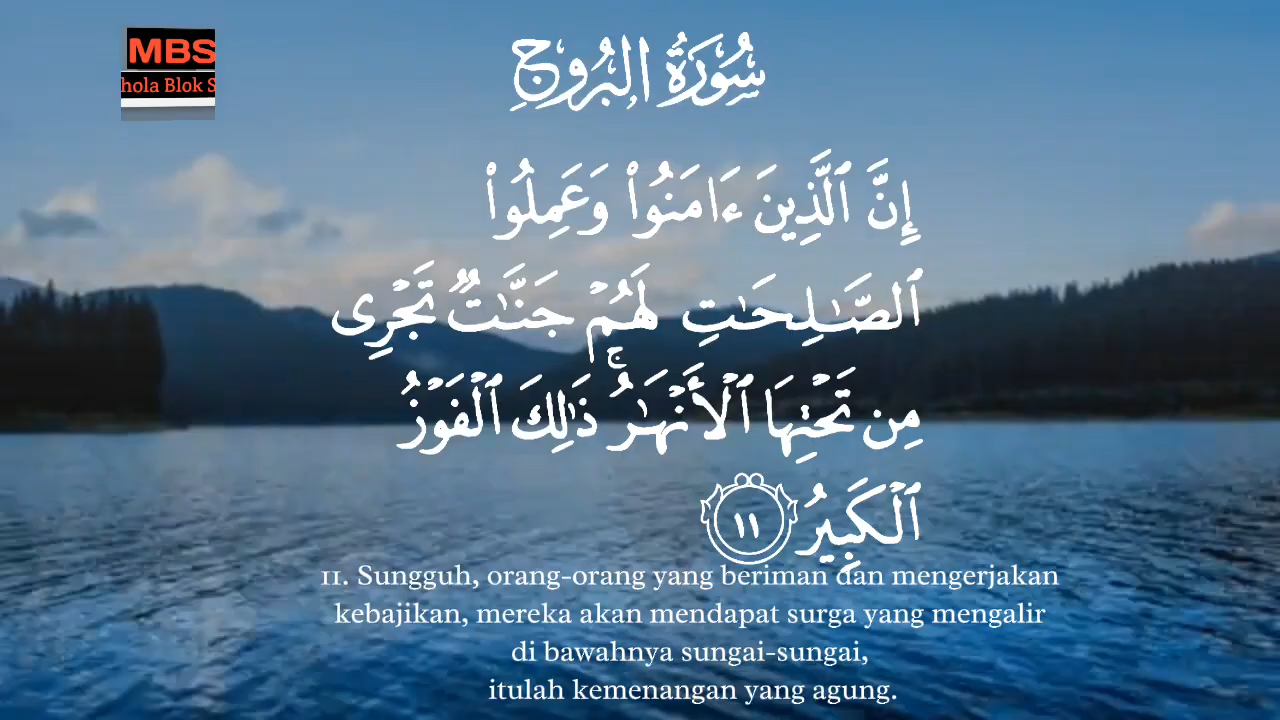 MBS
hola Blok S
سُورَةُ البُرُوجِ
إِنَّ ٱلَّذِينَ ءَامَنُوا۟ وَعَمِلُوا۟
ٱلصَّـٰلِحَـٰتِ لَهُمْ جَنَّـٰتٌ تَجْرِى
مِن تَحْتِهَا ٱلْأَنْهَـٰرُ ۚ ذَٰلِكَ ٱلْفَوْزُ
ٱلْكَبِيرُ ١١
11. Sungguh, orang-orang yang beriman dan mengerjakan
kebajikan, mereka akan mendapat surga yang mengalir
di bawahnya sungai-sungai,
itulah kemenangan yang agung.